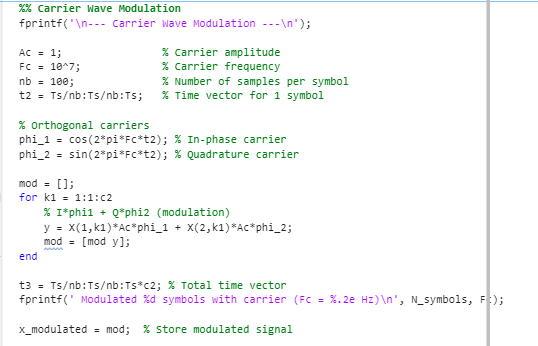 %% Carrier Wave Modulation
fprintf('\n--- Carrier Wave Modulation ---\n');
Ac = 1; % Carrier amplitude
Fc = 10^7; % Carrier frequency
nb = 100; % Number of samples per symbol
t2 = Ts/nb:Ts/nb:Ts; % Time vector for 1 symbol
% Orthogonal carriers
phi_1 = cos(2*pi*Fc*t2); % In-phase carrier
phi_2 = sin(2*pi*Fc*t2); % Quadrature carrier
mod = [];
for k1 = 1:1:c2
% I*phi1 + Q*phi2 (modulation)
y = X(1,k1)*Ac*phi_1 + X(2,k1)*Ac*phi_2;
mod = [mod y];
end
t3 = Ts/nb:Ts/nb:Ts*c2; % Total time vector
fprintf(' Modulated %d symbols with carrier (Fc = %.2e Hz)\n', N_symbols, Fc);
x_modulated = mod; % Store modulated signal